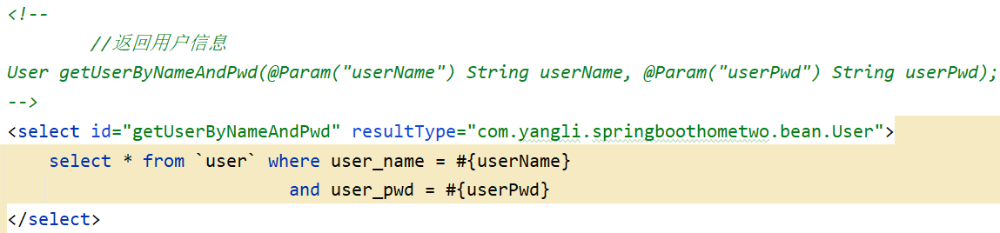 <!--
//返回用户信息
User getUserByNameAndPwd(@Param("userName") String userName, @Param("userPwd") String userPwd);
-->
<select id="getUserByNameAndPwd" resultType="com.yangli.springboothometwo.bean.User">
select * from `user` where user_name = #{userName}
and user_pwd = #{userPwd}
</select>